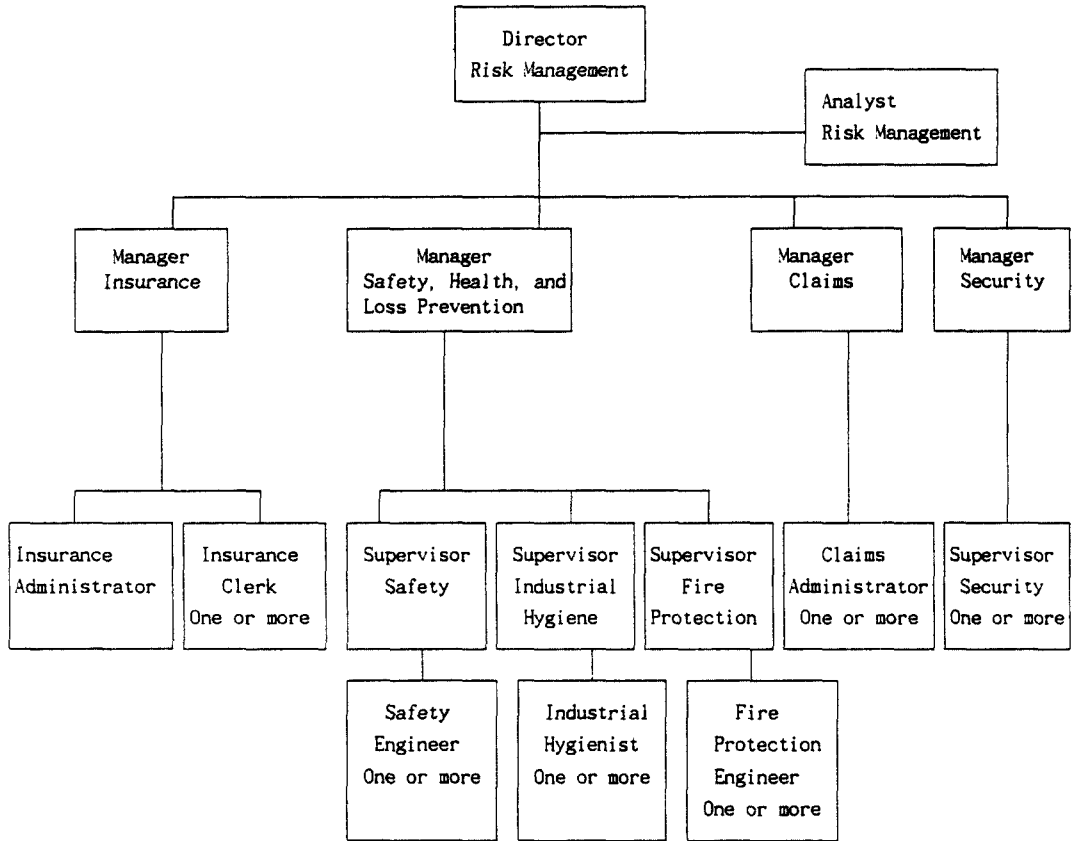 Director
Risk Management
Analyst
Risk Management
Manager
Insurance
Manager
Safety, Health, and
Loss Prevention
Manager
Claims
Manager
Security
Insurance
Administrator
Insurance
Clerk
One or more
Supervisor
Safety
Supervisor
Industrial
Hygiene
Supervisor
Fire
Protection
Claims
Administrator
One or more
Supervisor
Security
One or more
Safety
Engineer
One or more
Industrial
Hygienist
One or more
Fire
Protection
Engineer
One or more